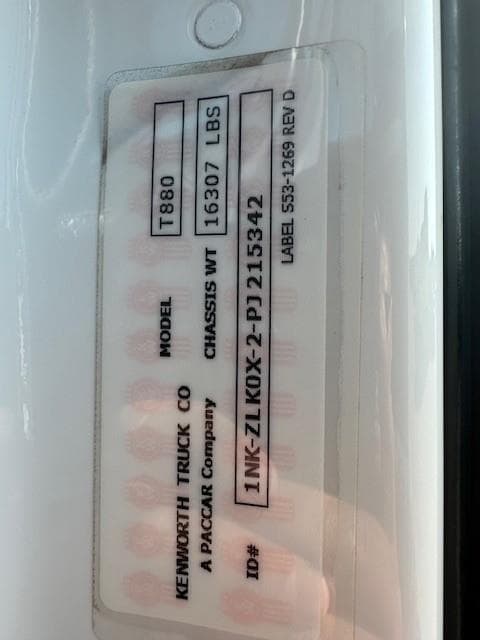 KENWORTH TRUCK CO MODEL T880
A PACCAR Company CHASSIS WT 16307 LBS
ID# 1NK-ZLK0X-2-PJ215342
LABEL S53-1269 REV D